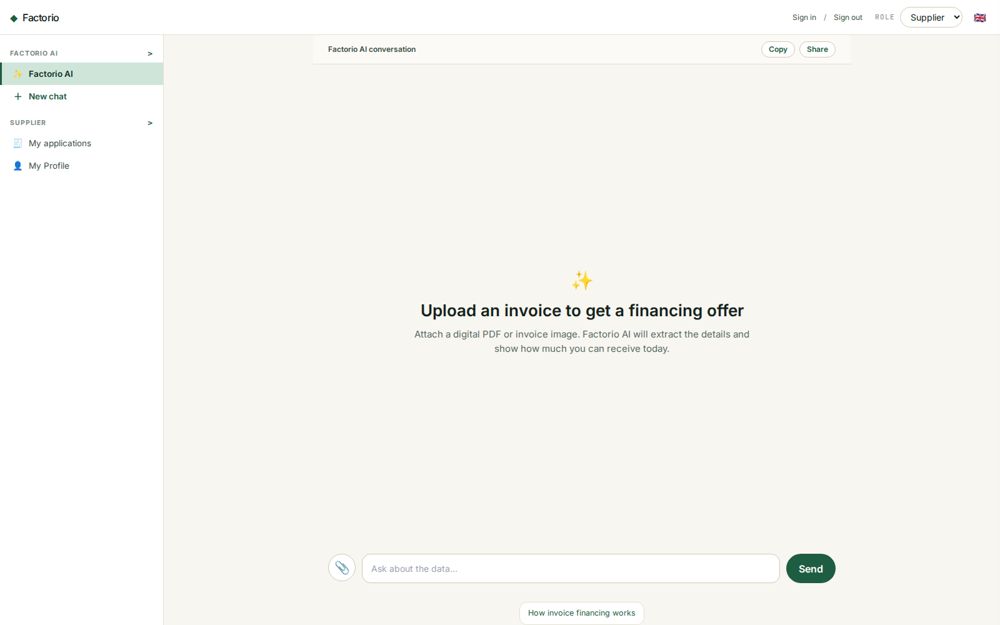 Factorio
Sign in / Sign out ROLE Supplier
FACTORIO AI >
Factorio AI
+ New chat
SUPPLIER >
My applications
My Profile
Factorio AI conversation
Copy Share
Upload an invoice to get a financing offer
Attach a digital PDF or invoice image. Factorio AI will extract the details and
show how much you can receive today.
Ask about the data...
Send
How invoice financing works